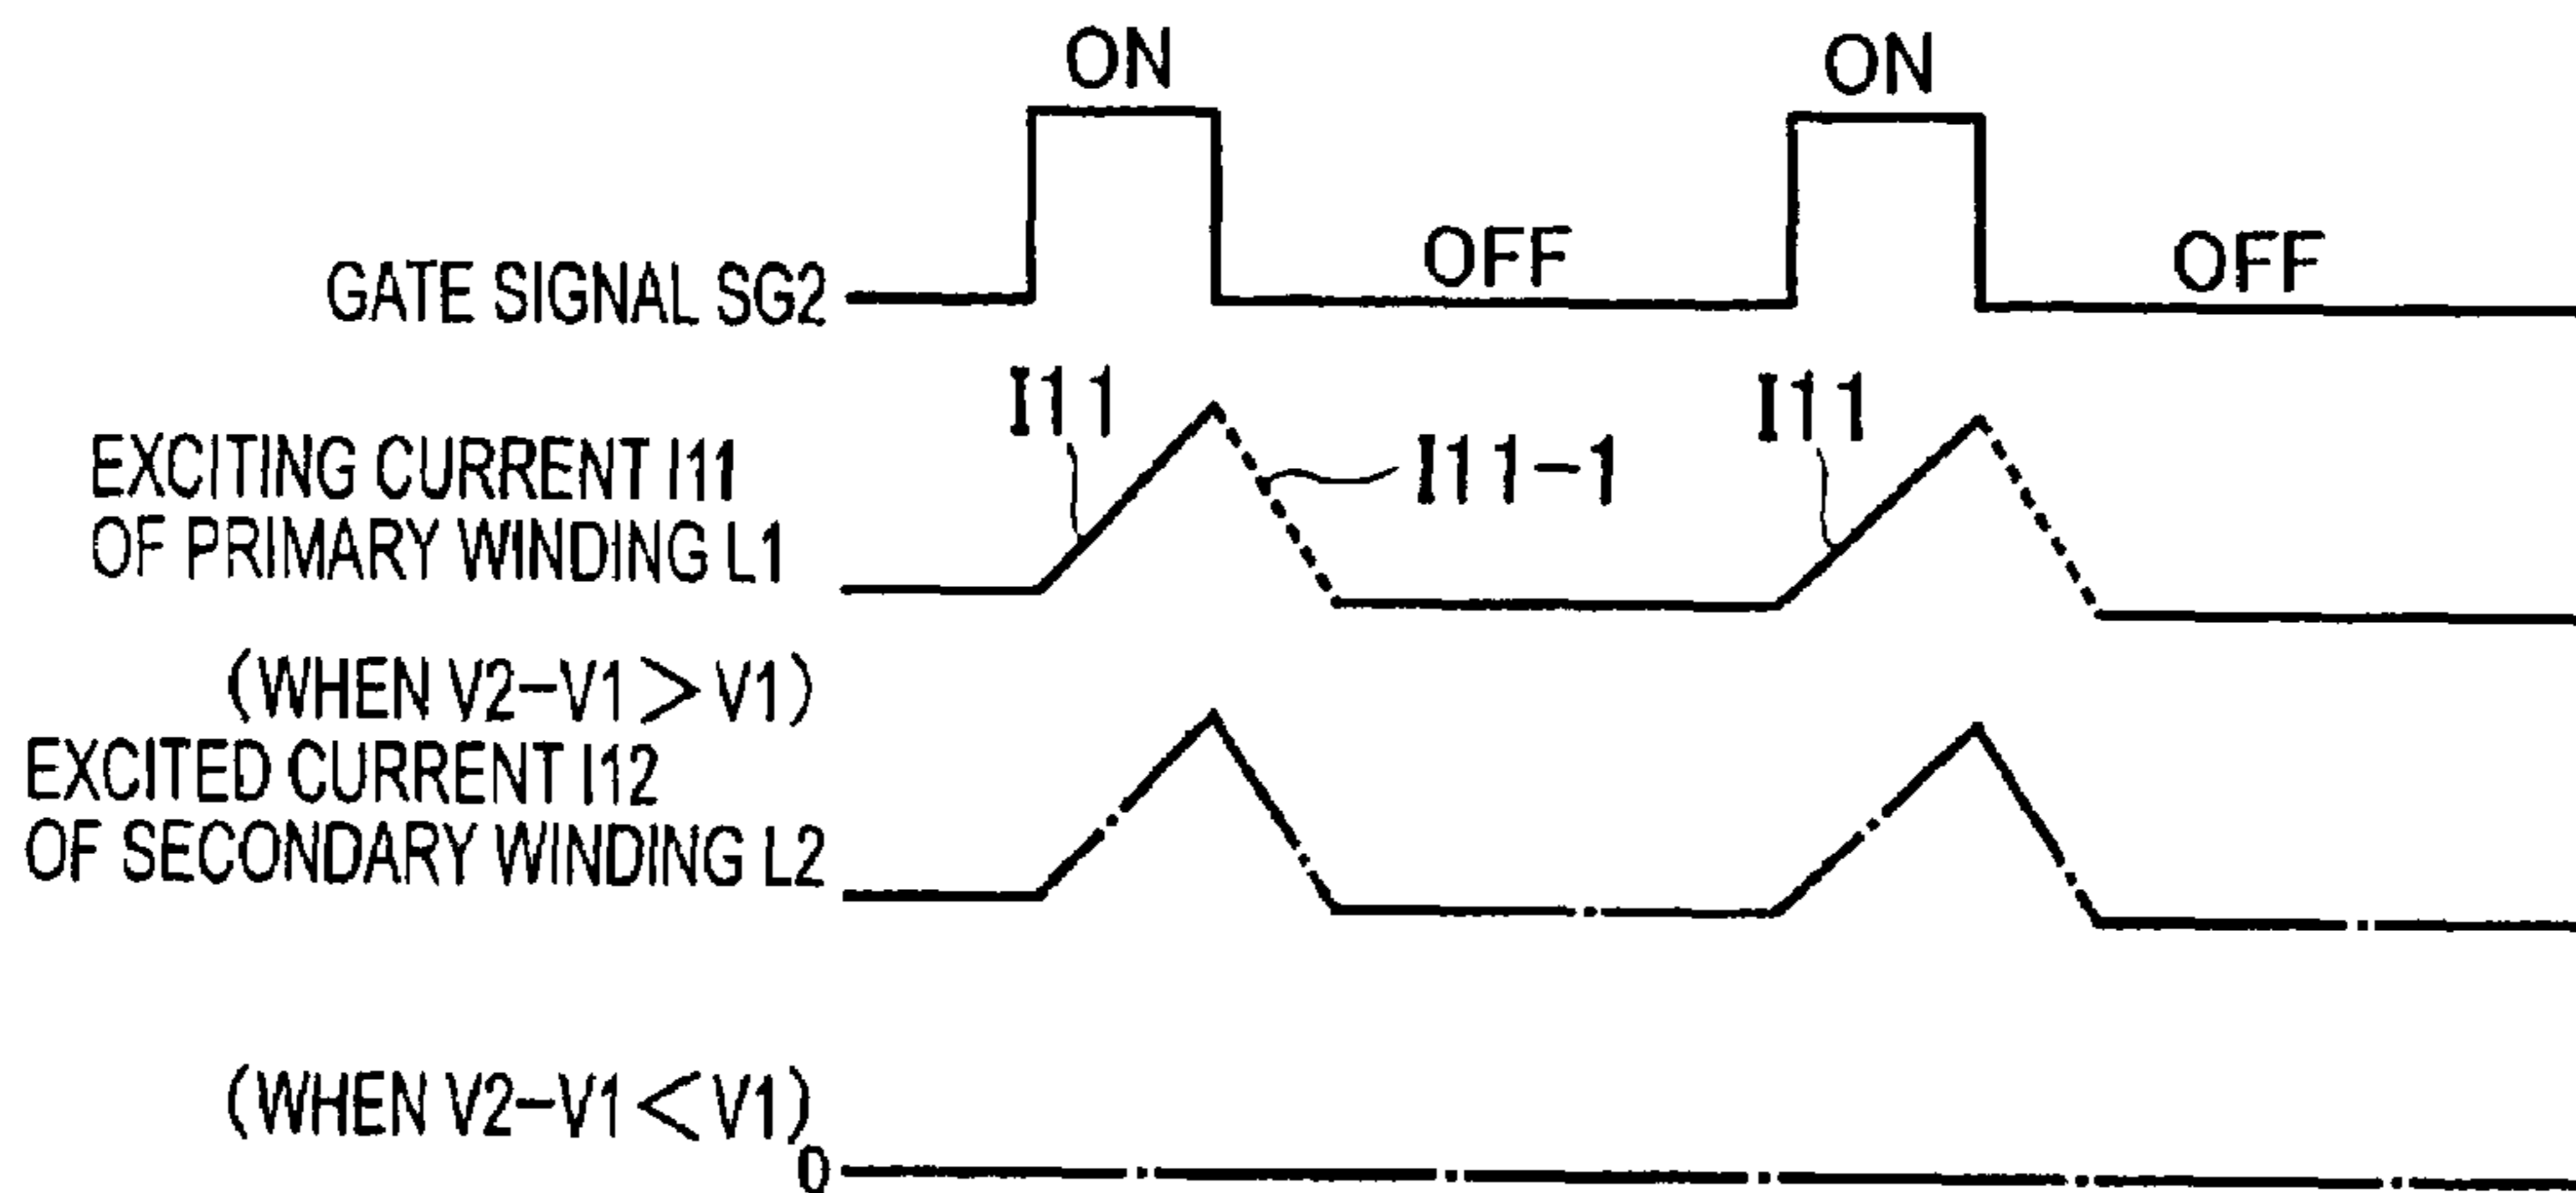 ON
ON
GATE SIGNAL SG2
OFF
OFF
I11
I11
EXCITING CURRENT I11
OF PRIMARY WINDING L1
I11-1
(WHEN V2-V1>V1)
EXCITED CURRENT I12
OF SECONDARY WINDING L2
(WHEN V2-V1<V1)
0